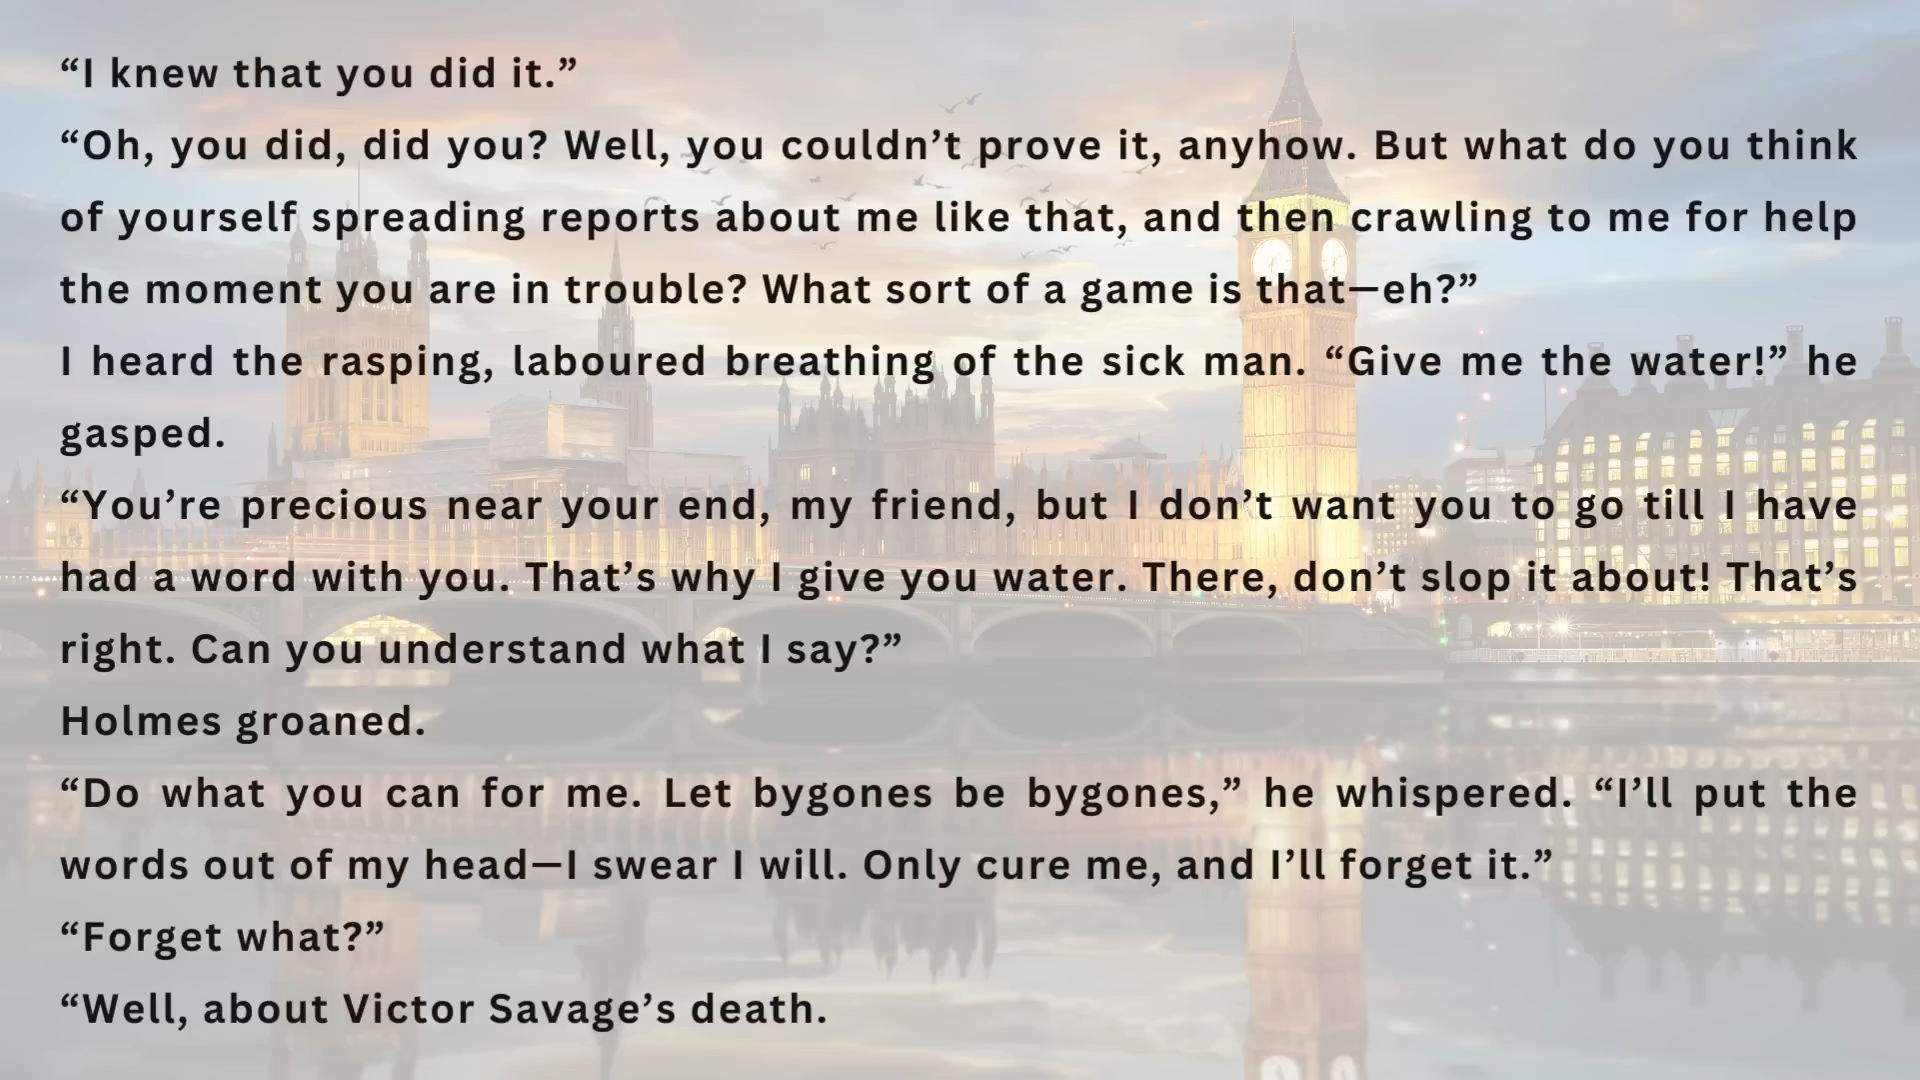 “I knew that you did it.”
“Oh, you did, did you? Well, you couldn’t prove it, anyhow. But what do you think
of yourself spreading reports about me like that, and then crawling to me for help
the moment you are in trouble? What sort of a game is that—eh?”
I heard the rasping, laboured breathing of the sick man. “Give me the water!” he
gasped.
“You’re precious near your end, my friend, but I don’t want you to go till I have
had a word with you. That’s why I give you water. There, don’t slop it about! That’s
right. Can you understand what I say?”
Holmes groaned.
“Do what you can for me. Let bygones be bygones,” he whispered. “I’ll put the
words out of my head—I swear I will. Only cure me, and I’ll forget it.”
“Forget what?”
“Well, about Victor Savage’s death.